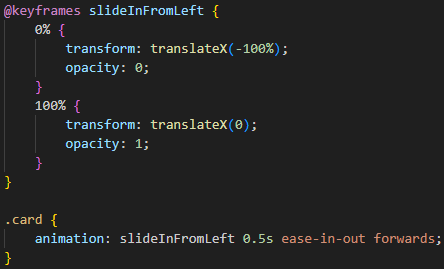 @keyframes slideInFromLeft {
    0% {
        transform: translateX(-100%);
        opacity: 0;
    }
    100% {
        transform: translateX(0);
        opacity: 1;
    }
}

.card {
    animation: slideInFromLeft 0.5s ease-in-out forwards;
}